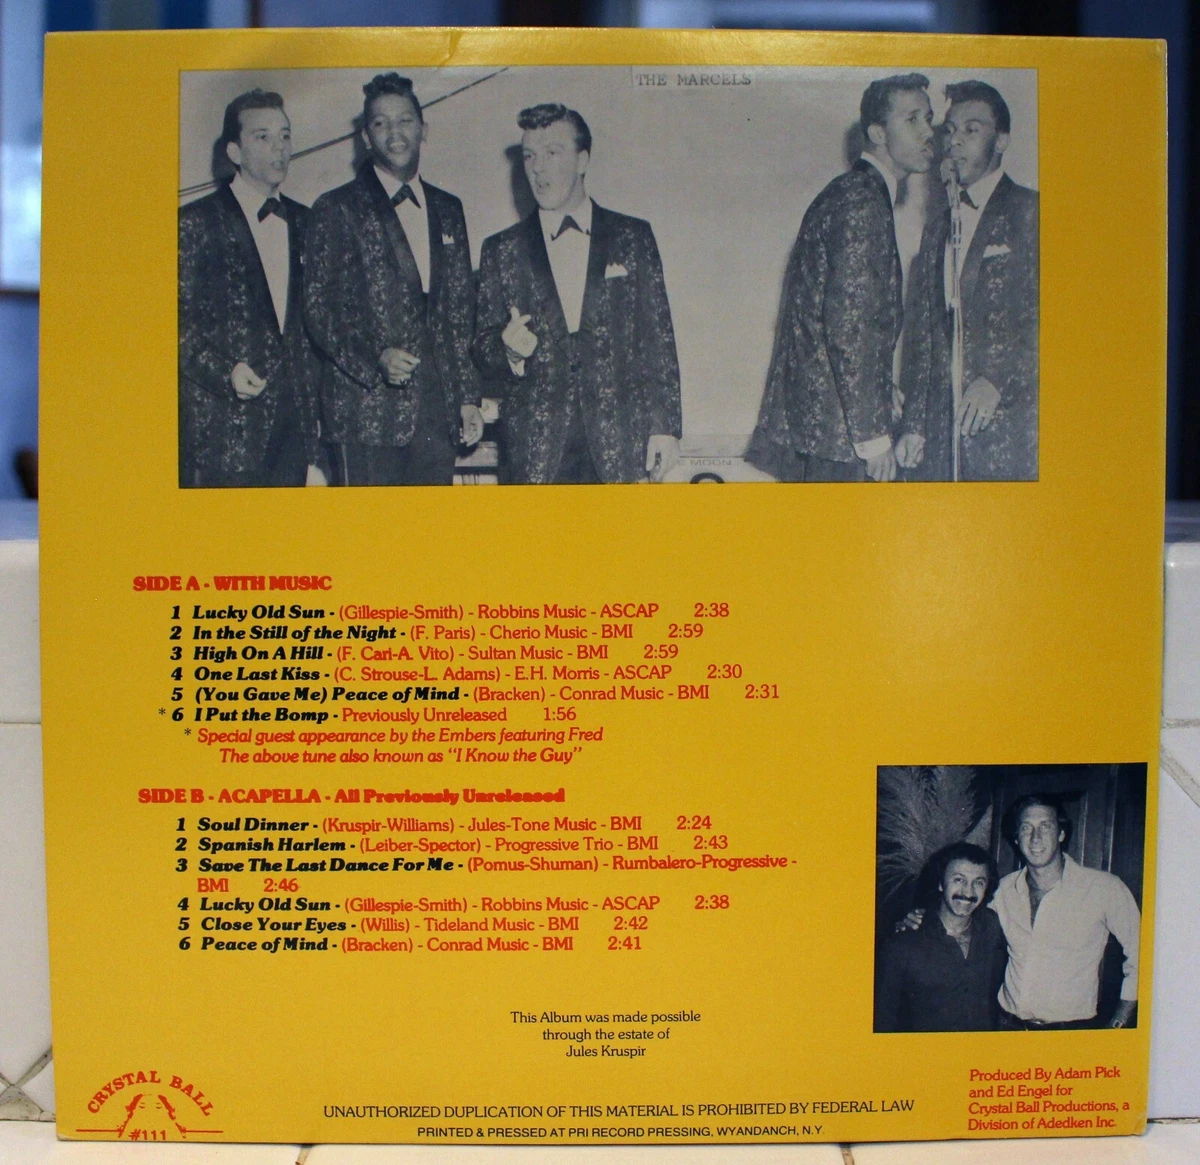 THE MARCELS
E MOON
SIDE A - WITH MUSIC
1 Lucky Old Sun - (Gillespie-Smith) - Robbins Music - ASCAP 2:38
2 In the Still of the Night - (F. Paris) - Cherio Music - BMI 2:59
3 High On A Hill - (F. Cari-A. Vito) - Sultan Music - BMI 2:59
4 One Last Kiss - (C. Strouse-L. Adams) - E.H. Morris - ASCAP 2:30
5 (You Gave Me) Peace of Mind - (Bracken) - Conrad Music - BMI 2:31
* 6 I Put the Bomp - Previously Unreleased 1:56
* Special guest appearance by the Embers featuring Fred
The above tune also known as "I Know the Guy"
SIDE B - ACAPELLA - All Previously Unreleased
1 Soul Dinner - (Kruspir-Williams) - Jules-Tone Music - BMI 2:24
2 Spanish Harlem - (Leiber-Spector) - Progressive Trio - BMI 2:43
3 Save The Last Dance For Me - (Pomus-Shuman) - Rumbalero-Progressive -
BMI 2:46
4 Lucky Old Sun - (Gillespie-Smith) - Robbins Music - ASCAP 2:38
5 Close Your Eyes - (Willis) - Tideland Music - BMI 2:42
6 Peace of Mind - (Bracken) - Conrad Music - BMI 2:41
This Album was made possible
through the estate of
Jules Kruspir
CRYSTAL BALL
#111
UNAUTHORIZED DUPLICATION OF THIS MATERIAL IS PROHIBITED BY FEDERAL LAW
PRINTED & PRESSED AT PRI RECORD PRESSING, WYANDANCH, N.Y.
Produced By Adam Pick
and Ed Engel for
Crystal Ball Productions, a
Division of Adedken Inc.